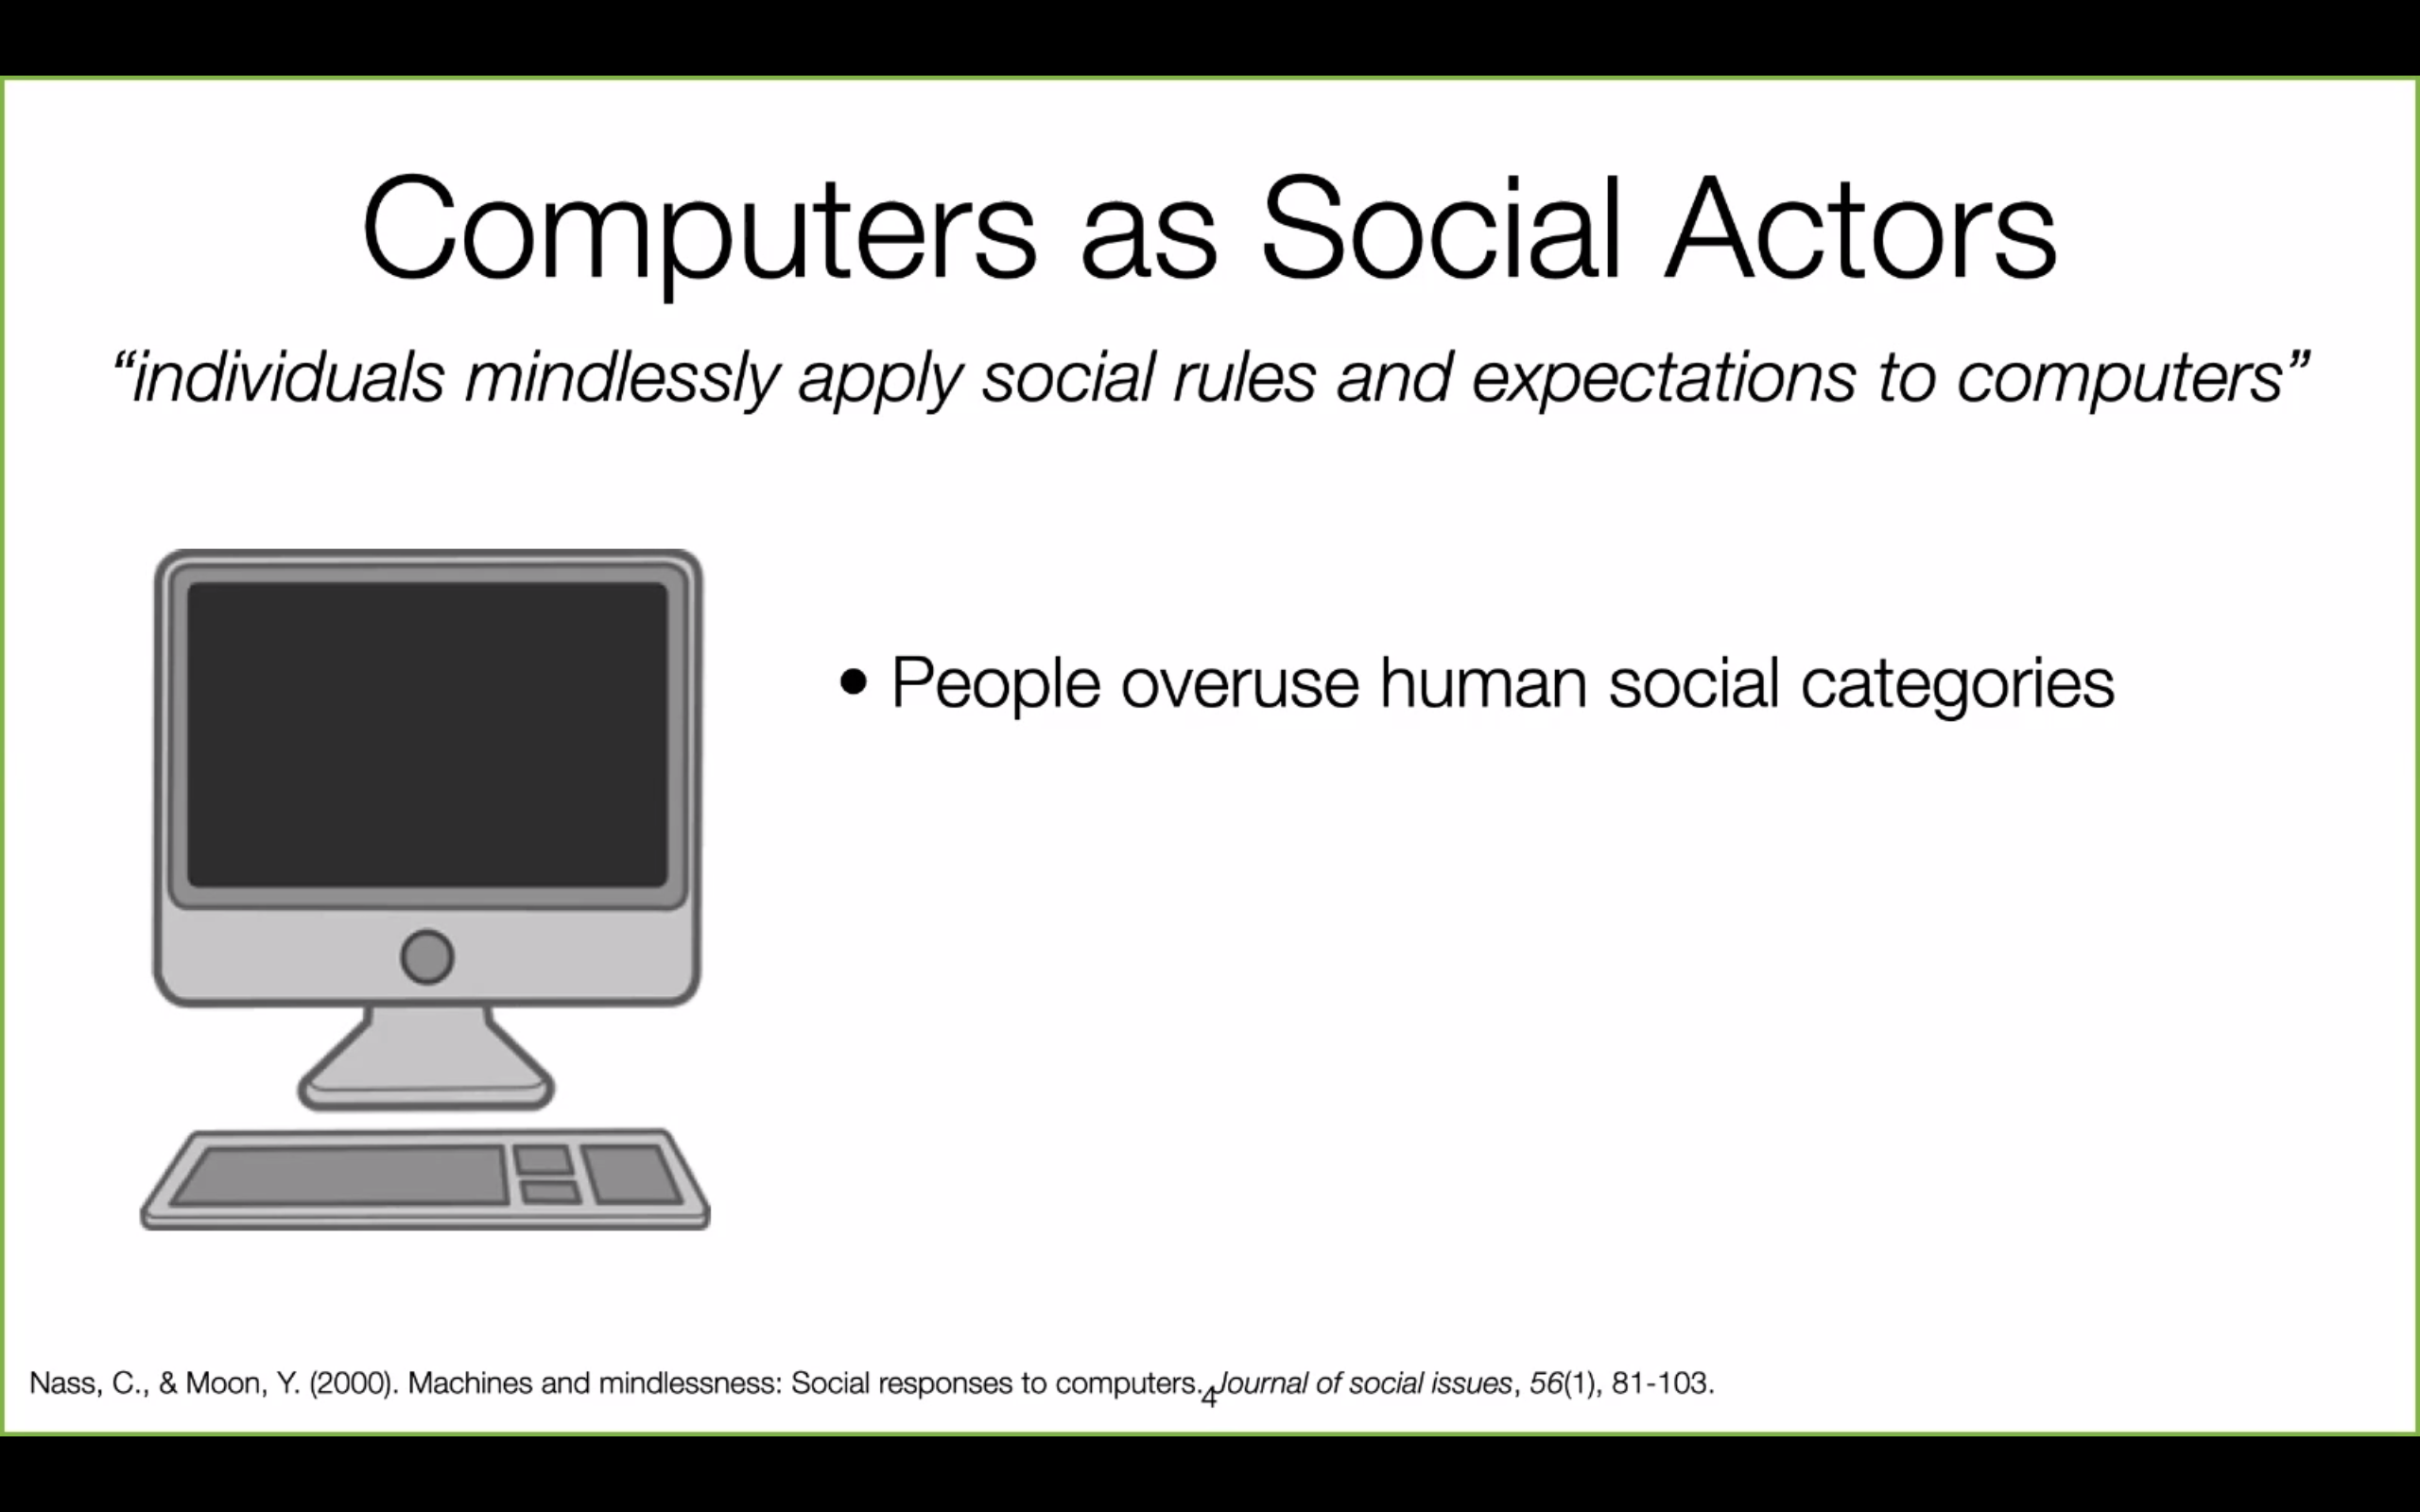 Computers as Social Actors
“individuals mindlessly apply social rules and expectations to computers”
• People overuse human social categories
Nass, C., & Moon, Y. (2000). Machines and mindlessness: Social responses to computers. Journal of social issues, 56(1), 81-103.
4